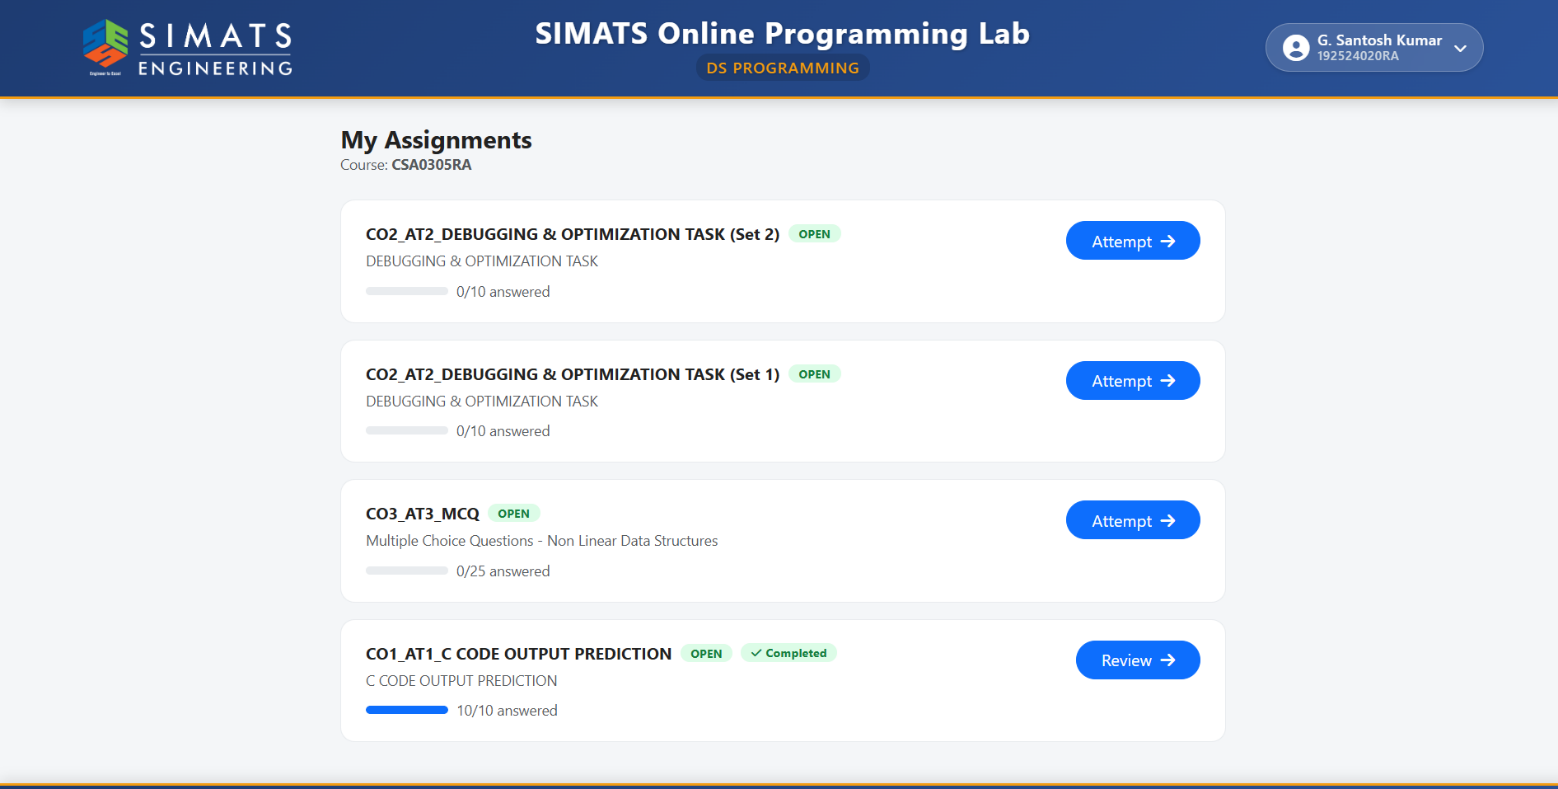 SIMATS
ENGINEERING
Engineer to Excel
SIMATS Online Programming Lab
DS PROGRAMMING
G. Santosh Kumar
192524020RA
My Assignments
Course: CSA0305RA
CO2_AT2_DEBUGGING & OPTIMIZATION TASK (Set 2) OPEN
Attempt →
DEBUGGING & OPTIMIZATION TASK
0/10 answered
CO2_AT2_DEBUGGING & OPTIMIZATION TASK (Set 1) OPEN
Attempt →
DEBUGGING & OPTIMIZATION TASK
0/10 answered
CO3_AT3_MCQ OPEN
Attempt →
Multiple Choice Questions - Non Linear Data Structures
0/25 answered
CO1_AT1_C CODE OUTPUT PREDICTION OPEN ✓ Completed
Review →
C CODE OUTPUT PREDICTION
10/10 answered